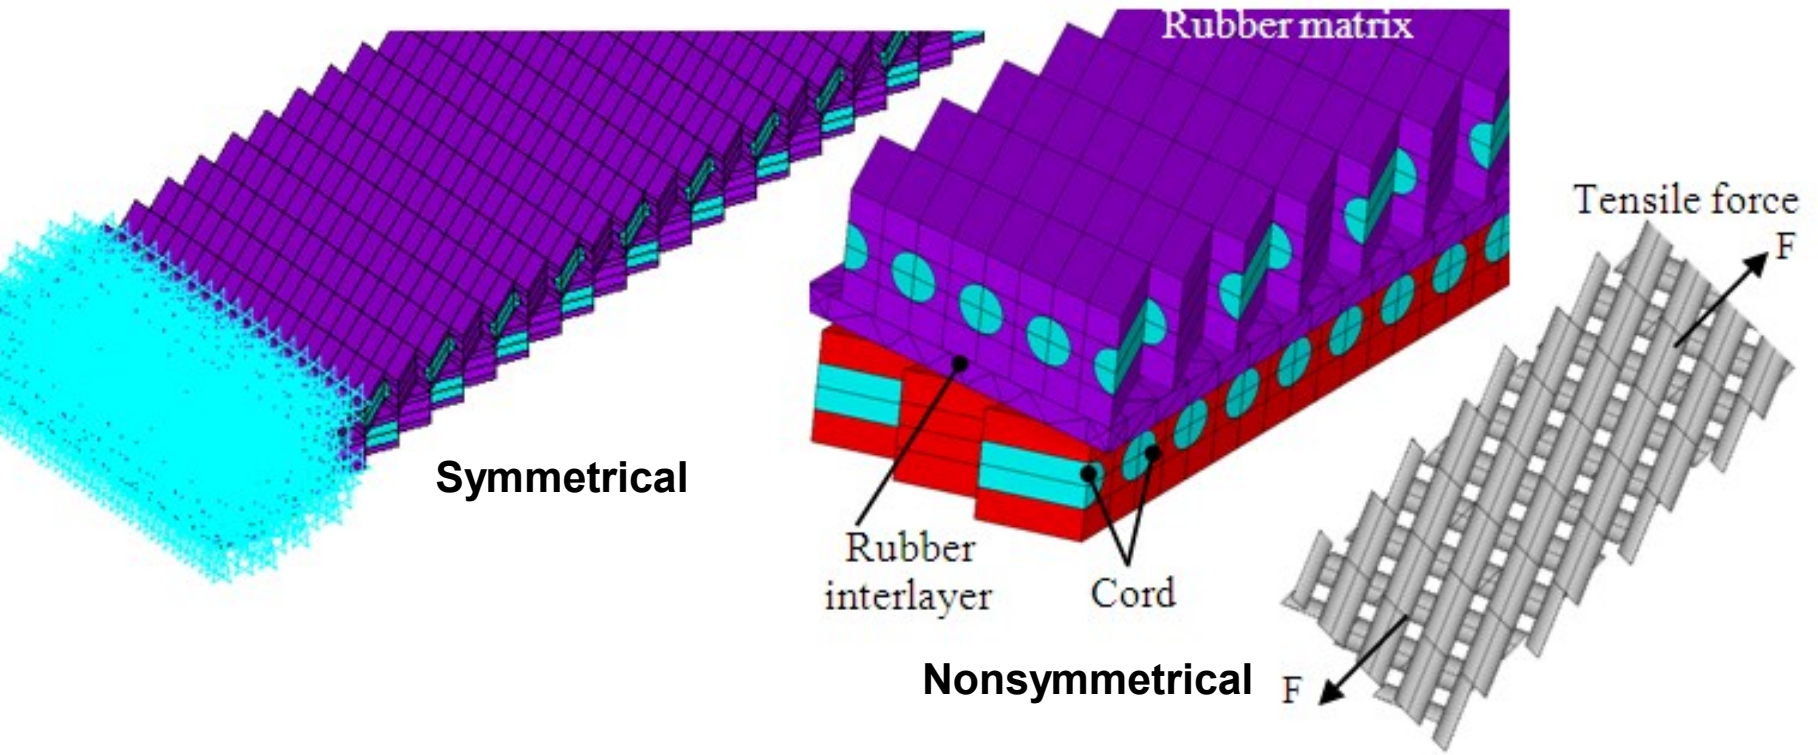 Rubber matrix
Tensile force
F
Symmetrical
Rubber
interlayer
Cord
Nonsymmetrical
F